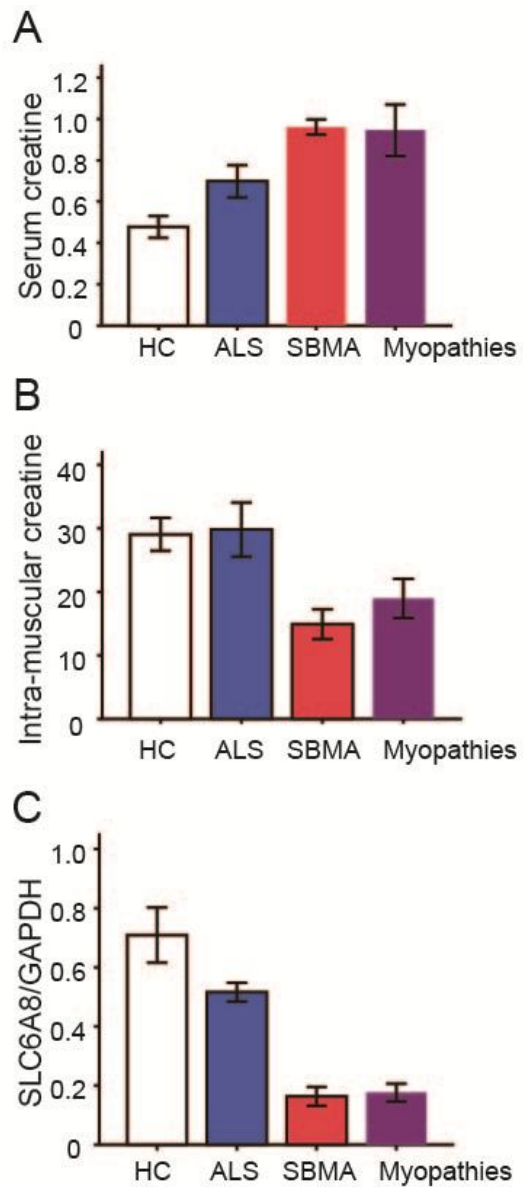 A
Serum creatine
1.2
1.0
0.8
0.6
0.4
0.2
0
HC ALS SBMA Myopathies
B
Intra-muscular creatine
40
30
20
10
0
HC ALS SBMA Myopathies
C
SLC6A8/GAPDH
1.0
0.8
0.6
0.4
0.2
0
HC ALS SBMA Myopathies